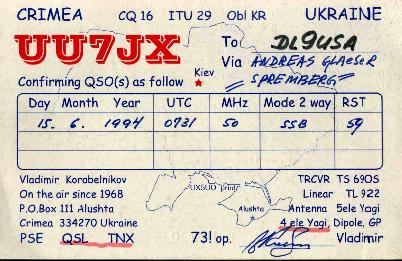 CRIMEA CQ 16 ITU 29 Obl KR UKRAINE
UU7JX To DL9USA
Via ANDREAS GLAESER
Confirming QSO(s) as follow Kiev SPREMBERG
Day Month Year UTC MHz Mode 2 way RST
15. 6. 1994 0731 50 SSB 59
Vladimir Korabelnikov UX5UO print TRCVR TS 690S
On the air since 1968 Linear TL 922
P.O.Box 111 Alushta Alushta Antenna 5ele Yagi
Crimea 334270 Ukraine 4 ele Yagi, Dipole, GP
PSE QSL TNX 73! op. Vladimir